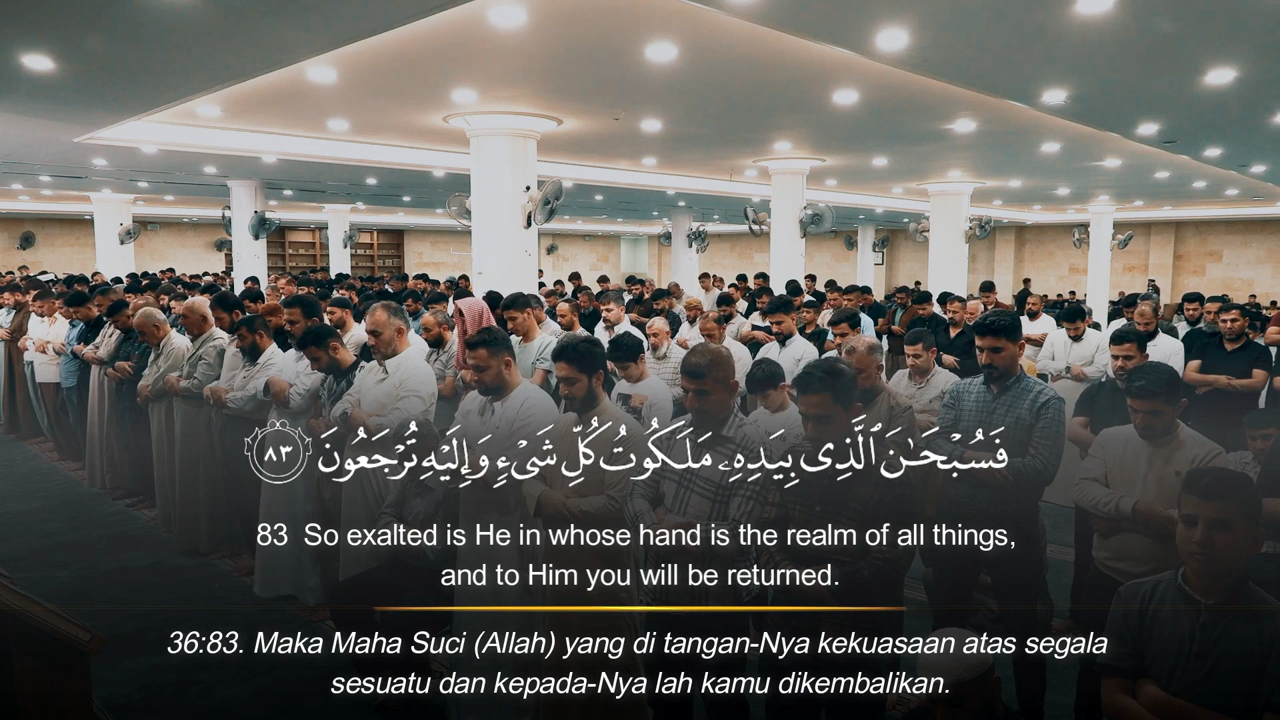 فَسُبْحَـٰنَ ٱلَّذِى بِيَدِهِۦ مَلَكُوتُ كُلِّ شَىْءٍ وَإِلَيْهِ تُرْجَعُونَ ٨٣
83 So exalted is He in whose hand is the realm of all things,
and to Him you will be returned.
36:83. Maka Maha Suci (Allah) yang di tangan-Nya kekuasaan atas segala
sesuatu dan kepada-Nya lah kamu dikembalikan.